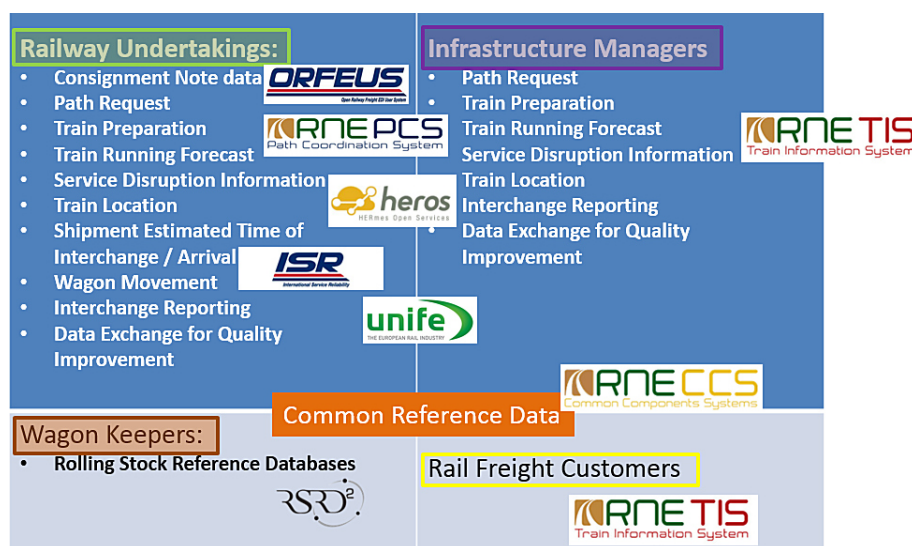 Railway Undertakings:
• Consignment Note data
ORFEUS
Open Railway Freight EDI User System
• Path Request
• Train Preparation
RNE PCS
Path Coordination System
• Train Running Forecast
• Service Disruption Information
• Train Location
heros
HERmes Open Services
• Shipment Estimated Time of
Interchange / Arrival
ISR
International Service Reliability
• Wagon Movement
• Interchange Reporting
unife
THE EUROPEAN RAIL INDUSTRY
• Data Exchange for Quality
Improvement
Infrastructure Managers
• Path Request
• Train Preparation
Train Running Forecast
RNE TIS
Train Information System
Service Disruption Information
Train Location
Interchange Reporting
• Data Exchange for Quality
Improvement
RNE CCS
Common Components Systems
Common Reference Data
Wagon Keepers:
• Rolling Stock Reference Databases
RSRD²
Rail Freight Customers
RNE TIS
Train Information System